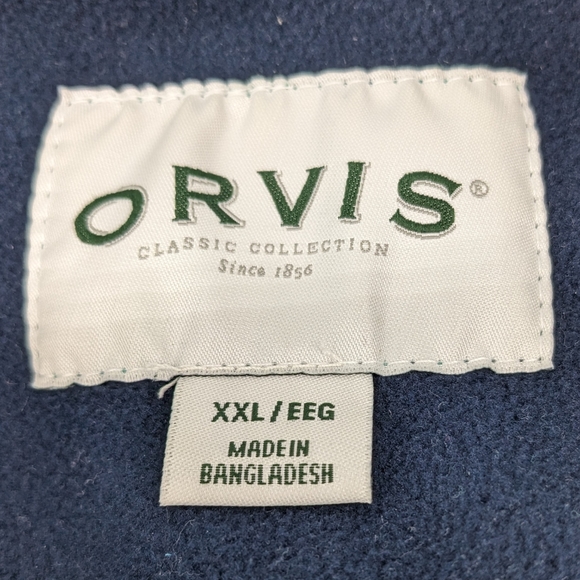 ORVIS®
CLASSIC COLLECTION
Since 1856
XXL/EEG
MADE IN
BANGLADESH